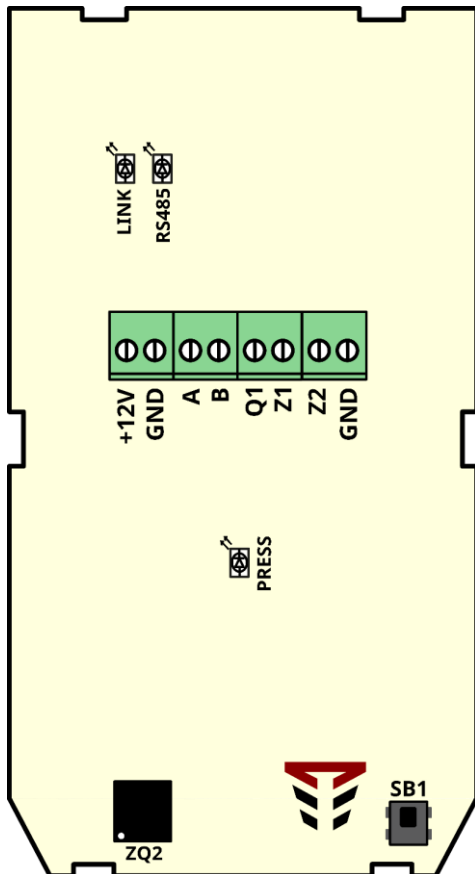 LINK
RS485
+12V
GND
A
B
Q1
Z1
Z2
GND
PRESS
SB1
ZQ2